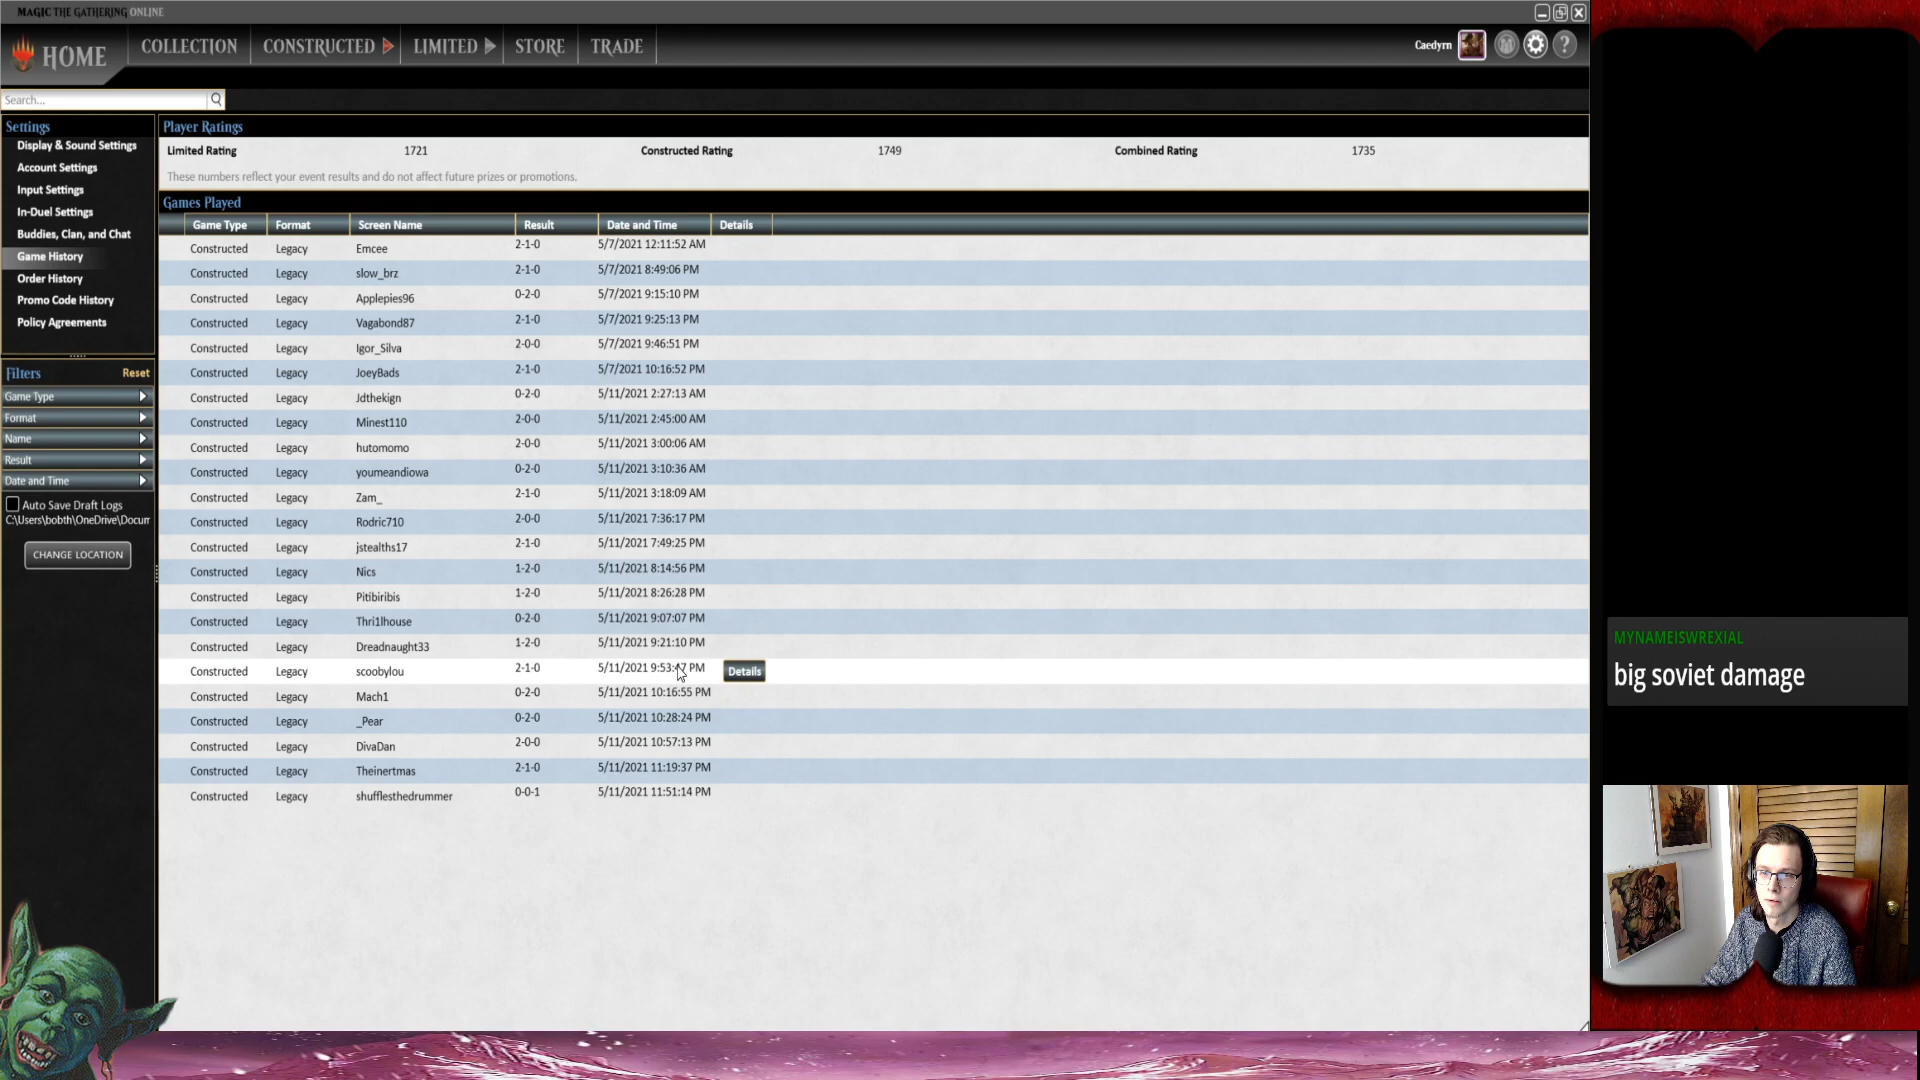 MAGIC THE GATHERING ONLINE
HOME
COLLECTION
CONSTRUCTED
LIMITED
STORE
TRADE
Caedyrn
?
Search...
Settings
Display & Sound Settings
Account Settings
Input Settings
In-Duel Settings
Buddies, Clan, and Chat
Game History
Order History
Promo Code History
Policy Agreements
Filters Reset
Game Type
Format
Name
Result
Date and Time
Auto Save Draft Logs
C:\Users\bobth\OneDrive\Docum
CHANGE LOCATION
Player Ratings
Limited Rating 1721 Constructed Rating 1749 Combined Rating 1735
These numbers reflect your event results and do not affect future prizes or promotions.
Games Played
Game Type Format Screen Name Result Date and Time Details
Constructed Legacy Emcee 2-1-0 5/7/2021 12:11:52 AM
Constructed Legacy slow_brz 2-1-0 5/7/2021 8:49:06 PM
Constructed Legacy Applepies96 0-2-0 5/7/2021 9:15:10 PM
Constructed Legacy Vagabond87 2-1-0 5/7/2021 9:25:13 PM
Constructed Legacy Igor_Silva 2-0-0 5/7/2021 9:46:51 PM
Constructed Legacy JoeyBads 2-1-0 5/7/2021 10:16:52 PM
Constructed Legacy Jdthekign 0-2-0 5/11/2021 2:27:13 AM
Constructed Legacy Minest110 2-0-0 5/11/2021 2:45:00 AM
Constructed Legacy hutomomo 2-0-0 5/11/2021 3:00:06 AM
Constructed Legacy youmeandiowa 0-2-0 5/11/2021 3:10:36 AM
Constructed Legacy Zam_ 2-1-0 5/11/2021 3:18:09 AM
Constructed Legacy Rodric710 2-0-0 5/11/2021 7:36:17 PM
Constructed Legacy jstealths17 2-1-0 5/11/2021 7:49:25 PM
Constructed Legacy Nics 1-2-0 5/11/2021 8:14:56 PM
Constructed Legacy Pitibiribis 1-2-0 5/11/2021 8:26:28 PM
Constructed Legacy Thri1lhouse 0-2-0 5/11/2021 9:07:07 PM
Constructed Legacy Dreadnaught33 1-2-0 5/11/2021 9:21:10 PM
Constructed Legacy scoobylou 2-1-0 5/11/2021 9:53:47 PM Details
Constructed Legacy Mach1 0-2-0 5/11/2021 10:16:55 PM
Constructed Legacy _Pear 0-2-0 5/11/2021 10:28:24 PM
Constructed Legacy DivaDan 2-0-0 5/11/2021 10:57:13 PM
Constructed Legacy Theinertmas 2-1-0 5/11/2021 11:19:37 PM
Constructed Legacy shufflesthedrummer 0-0-1 5/11/2021 11:51:14 PM
MYNAMEISWREXIAL
big soviet damage